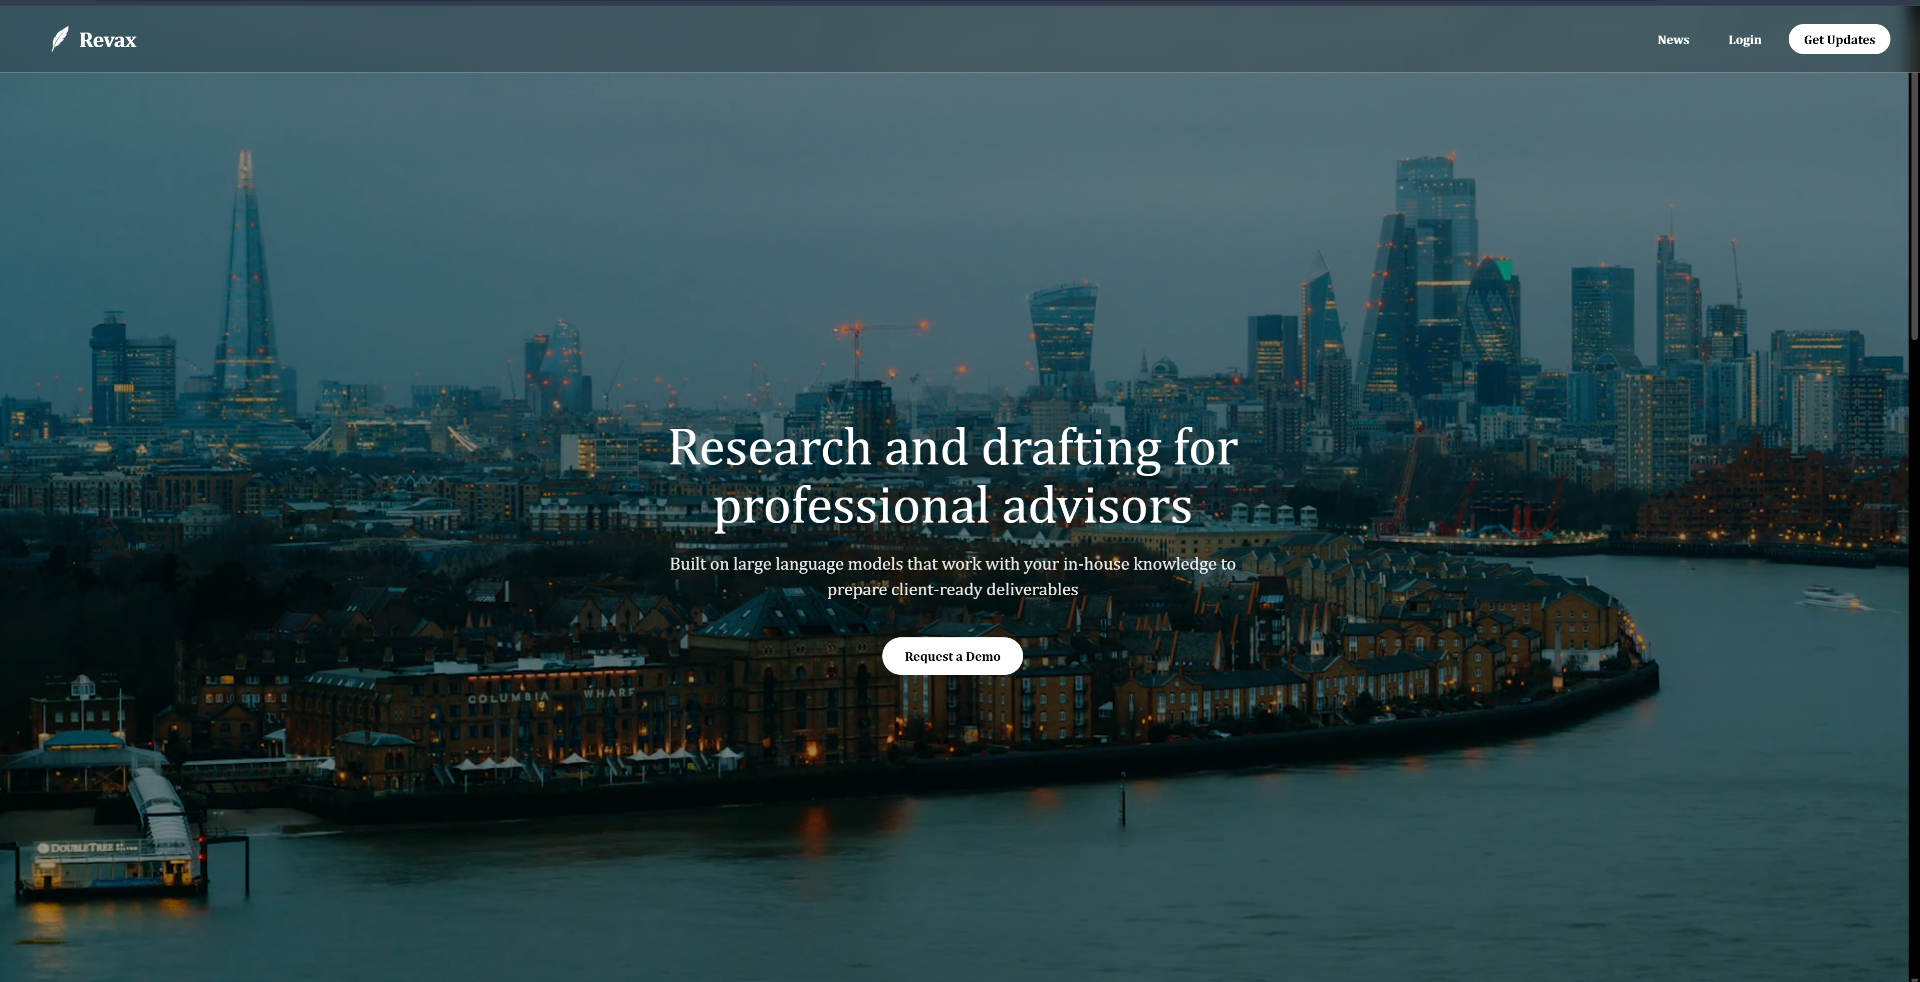 Revax
News
Login
Get Updates
Research and drafting for
professional advisors
Built on large language models that work with your in-house knowledge to
prepare client-ready deliverables
Request a Demo
COLUMBIA WHARF
DOUBLETREE